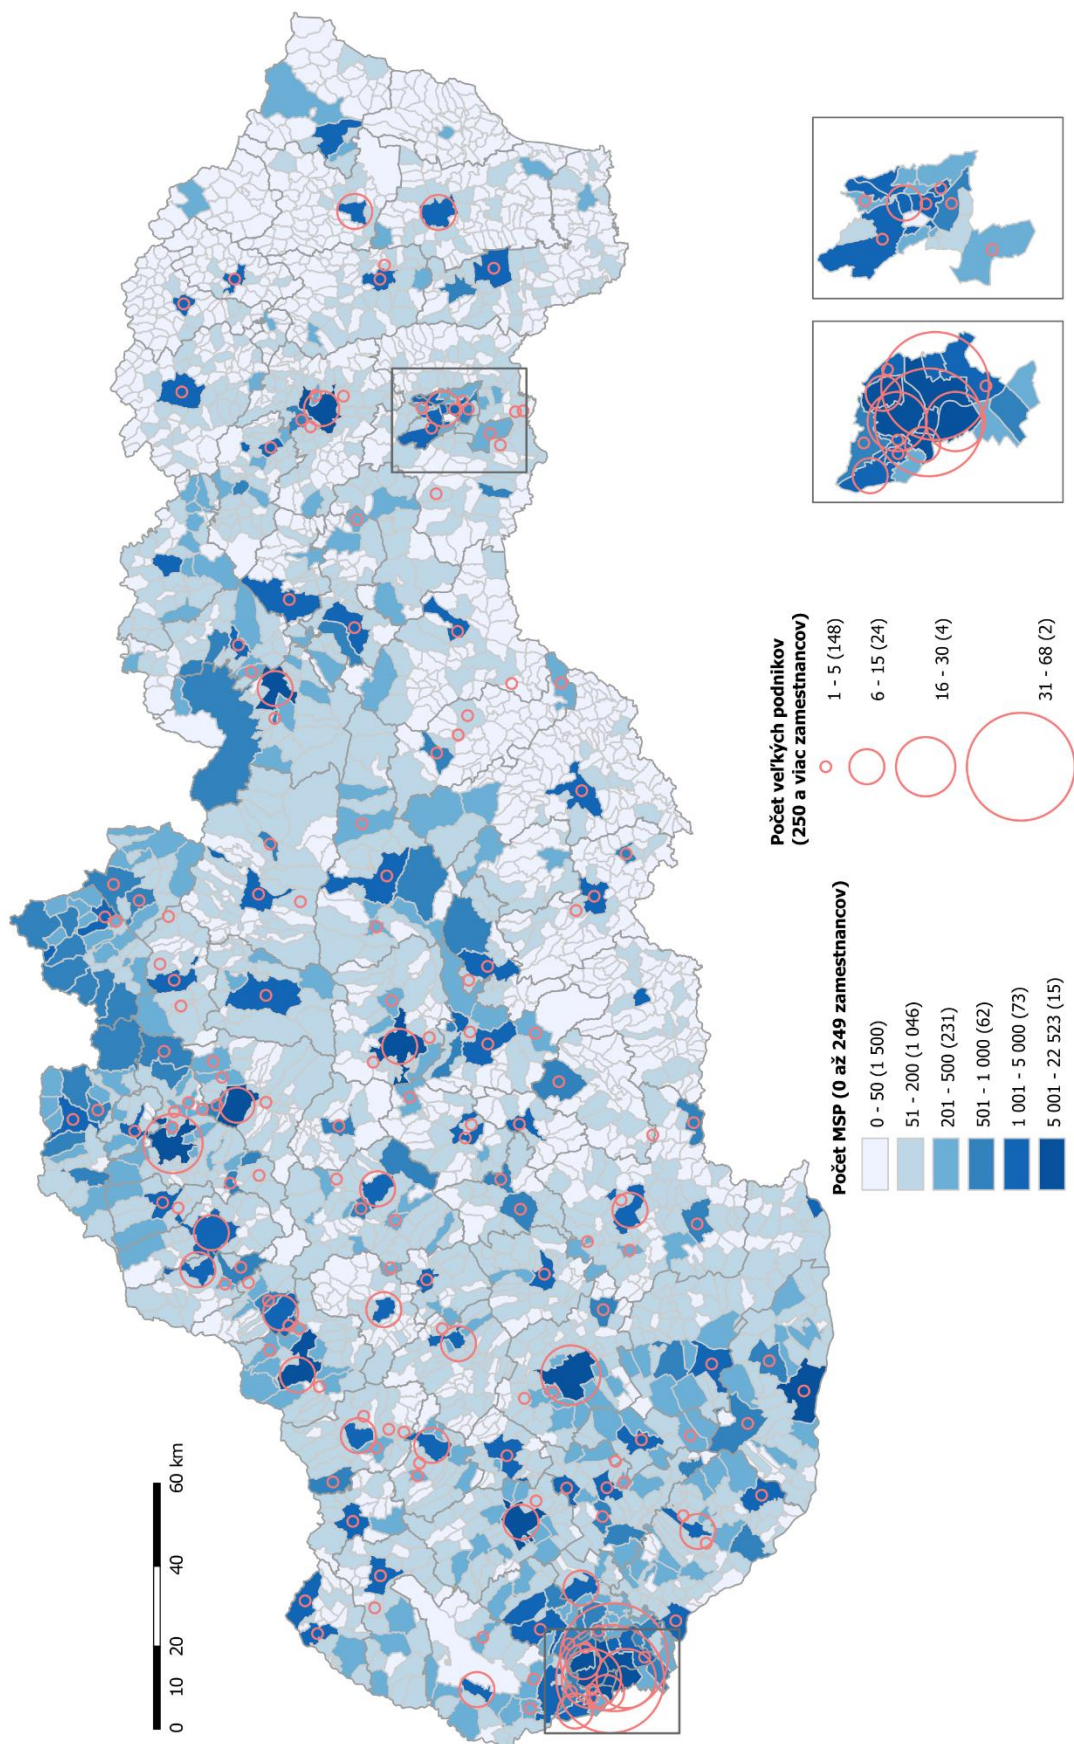 0 10 20 40 60 km
Počet MSP (0 až 249 zamestnancov)
0 - 50 (1 500)
51 - 200 (1 046)
201 - 500 (231)
501 - 1 000 (62)
1 001 - 5 000 (73)
5 001 - 22 523 (15)
Počet veľkých podnikov
(250 a viac zamestnancov)
1 - 5 (148)
6 - 15 (24)
16 - 30 (4)
31 - 68 (2)